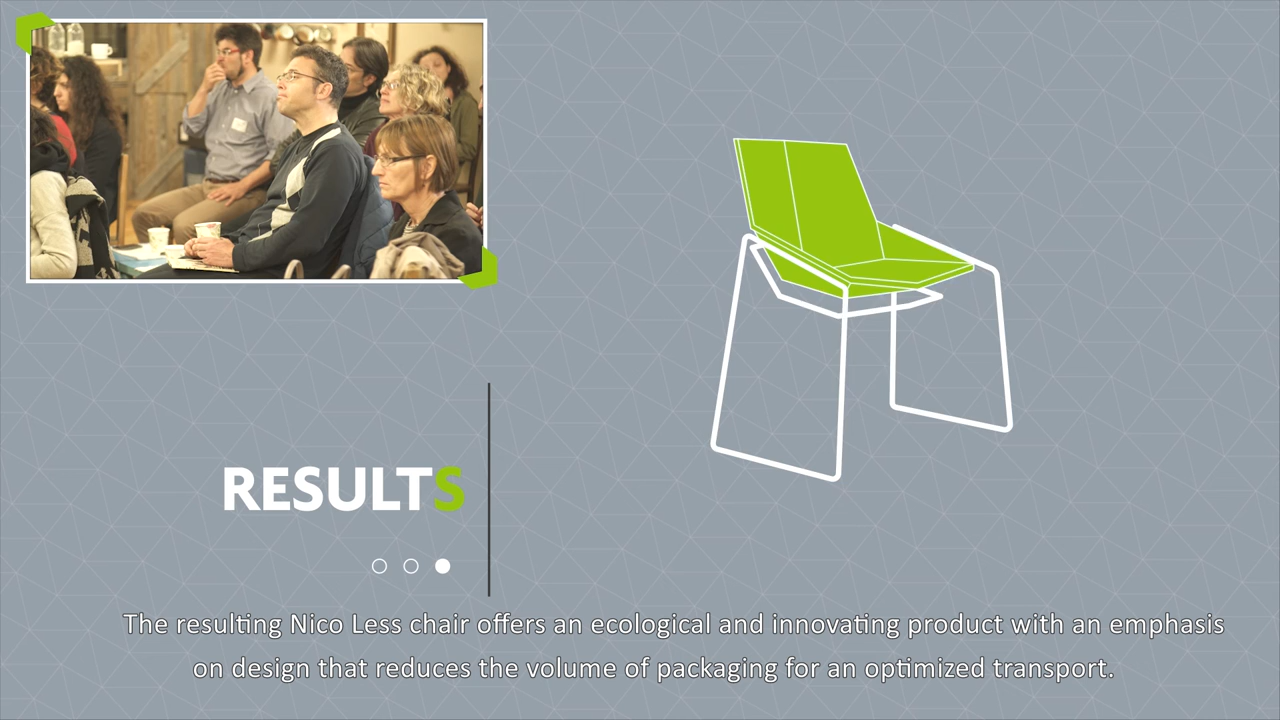 RESULTS
The resulting Nico Less chair offers an ecological and innovating product with an emphasis
on design that reduces the volume of packaging for an optimized transport.